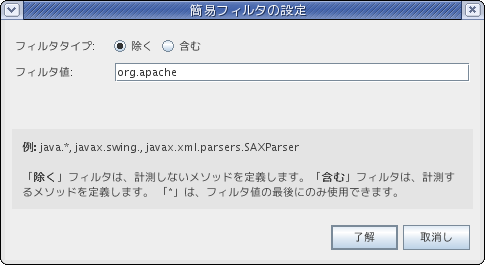 簡易フィルタの設定
フィルタタイプ: 除く 含む
フィルタ値: org.apache
例: java.*, javax.swing., javax.xml.parsers.SAXParser
「除く」フィルタは、計測しないメソッドを定義します。「含む」フィルタは、計測す
るメソッドを定義します。 「*」は、フィルタ値の最後にのみ使用できます。
了解 取消し